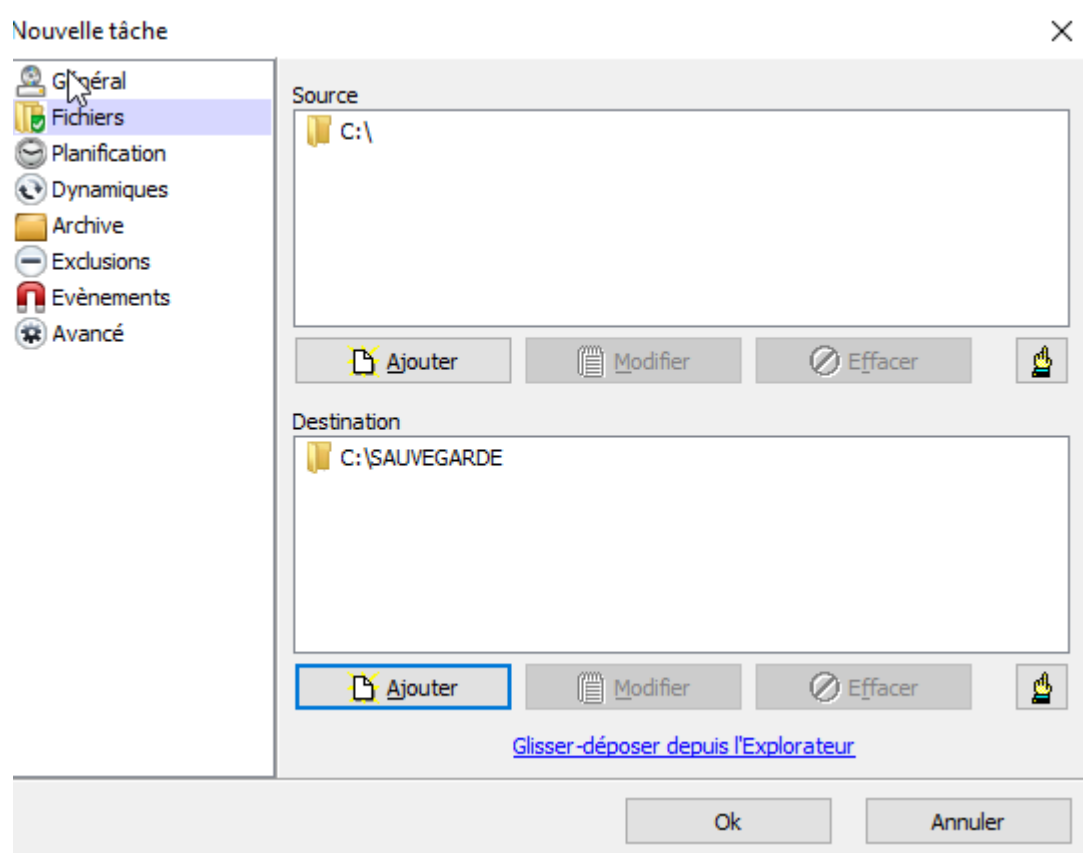 Nouvelle tâche
Général
Fichiers
Planification
Dynamiques
Archive
Exclusions
Evènements
Avancé
Source
C:\
Ajouter
Modifier
Effacer
Destination
C:\SAUVEGARDE
Ajouter
Modifier
Effacer
Glisser-déposer depuis l'Explorateur
Ok
Annuler